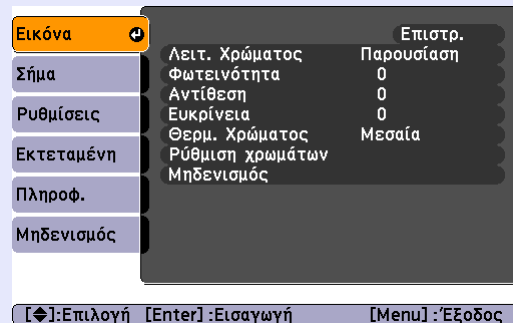 Εικόνα
Σήμα
Ρυθμίσεις
Εκτεταμένη
Πληροφ.
Μηδενισμός
Επιστρ.
Λειτ. Χρώματος Παρουσίαση
Φωτεινότητα 0
Αντίθεση 0
Ευκρίνεια 0
Θερμ. Χρώματος Μεσαία
Ρύθμιση χρωμάτων
Μηδενισμός
[◆]:Επιλογή [Enter] :Εισαγωγή [Menu] :Έξοδος